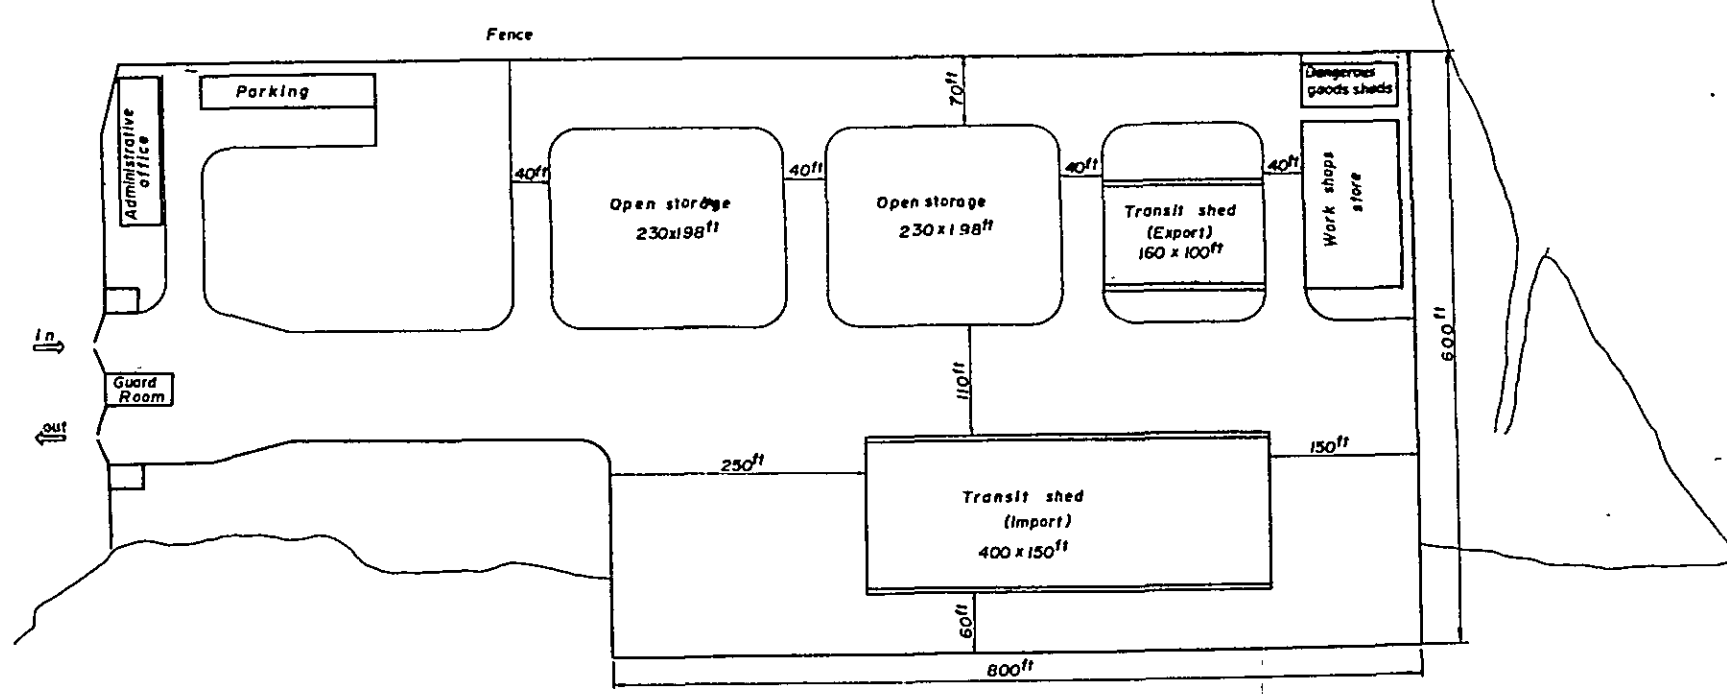 Fence
Parking
Administrative
office
70ft
Dangerous
goods sheds
40ft
40ft
40ft
40ft
Open storage
230x198ft
Open storage
230x198ft
Transit shed
(Export)
160 x 100ft
Work shops
store
In
Guard
Room
out
110ft
600ft
250ft
150ft
Transit shed
(Import)
400 x 150ft
60ft
800ft